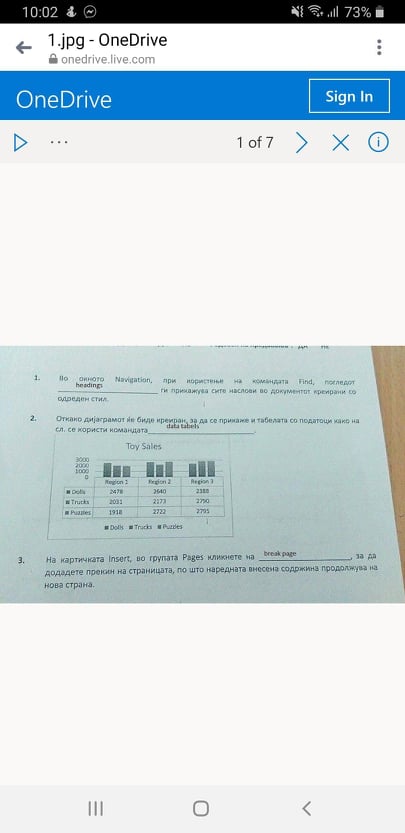 10:02
73%
1.jpg - OneDrive
onedrive.live.com
OneDrive
Sign In
1 of 7
1. Во окното Navigation, при користење на командата Find, погледот
headings ги прикажува сите наслови во документот креирани со
одреден стил.
2. Откако дијаграмот ќе биде креиран, за да се прикаже и табелата со податоци како на
сл. се користи командата data labels.
Toy Sales
3000
2000
1000
0
Region 1 Region 2 Region 3
Dolls 2478 2640 2388
Trucks 2031 2173 2790
Puzzles 1918 2722 2795
Dolls Trucks Puzzles
3. На картичката Insert, во групата Pages кликнете на break page, за да
додадете прекин на страницата, по што наредната внесена содржина продолжува на
нова страна.